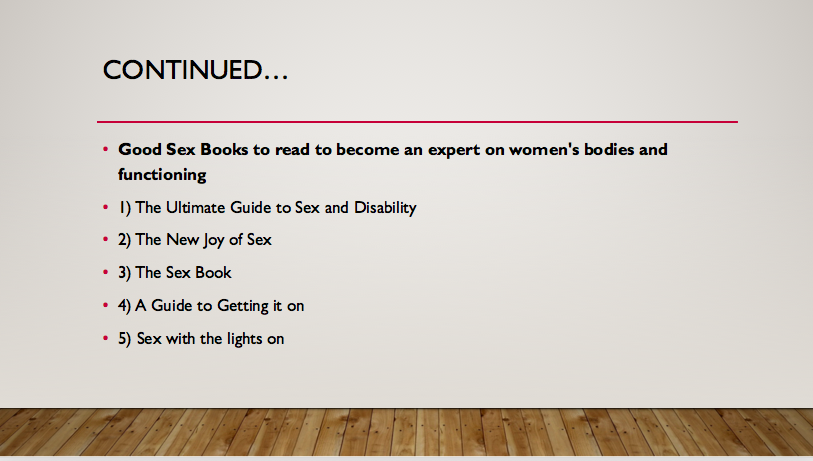 CONTINUED…
• Good Sex Books to read to become an expert on women's bodies and
functioning
• 1) The Ultimate Guide to Sex and Disability
• 2) The New Joy of Sex
• 3) The Sex Book
• 4) A Guide to Getting it on
• 5) Sex with the lights on